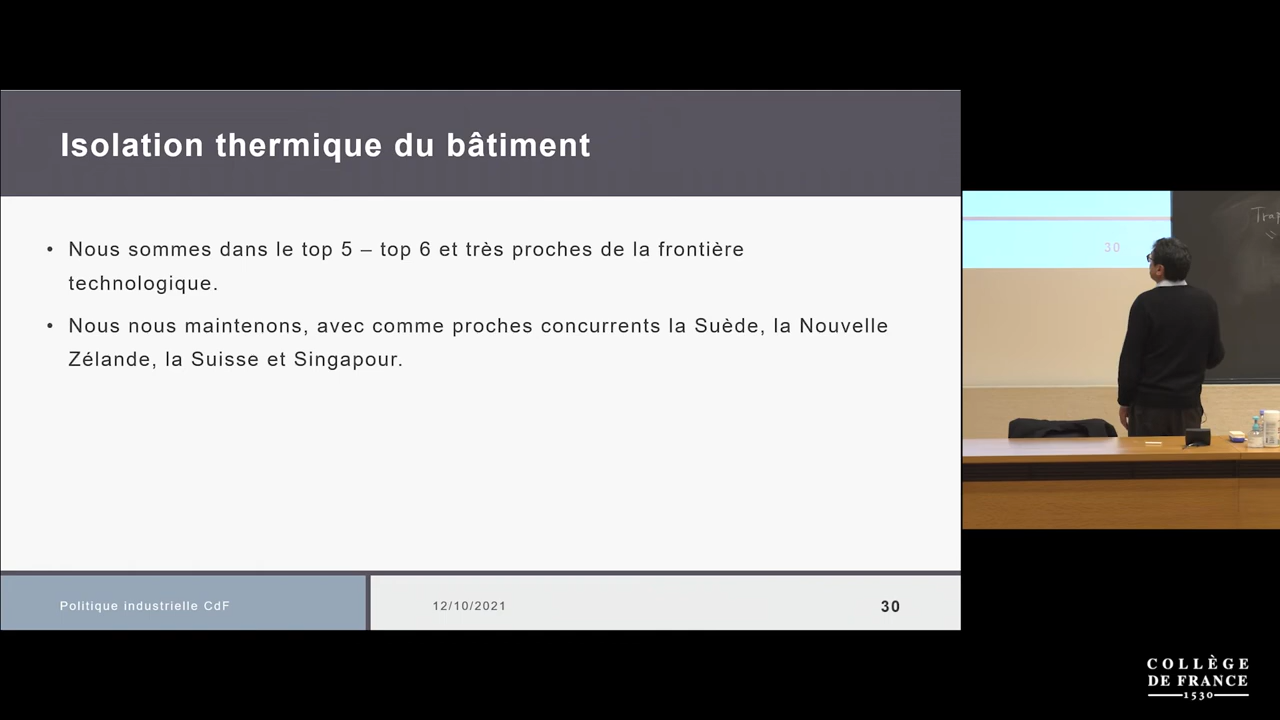 Isolation thermique du bâtiment
• Nous sommes dans le top 5 – top 6 et très proches de la frontière
technologique.
• Nous nous maintenons, avec comme proches concurrents la Suède, la Nouvelle
Zélande, la Suisse et Singapour.
Politique industrielle CdF
12/10/2021
30
30
COLLÈGE
DE FRANCE
1530